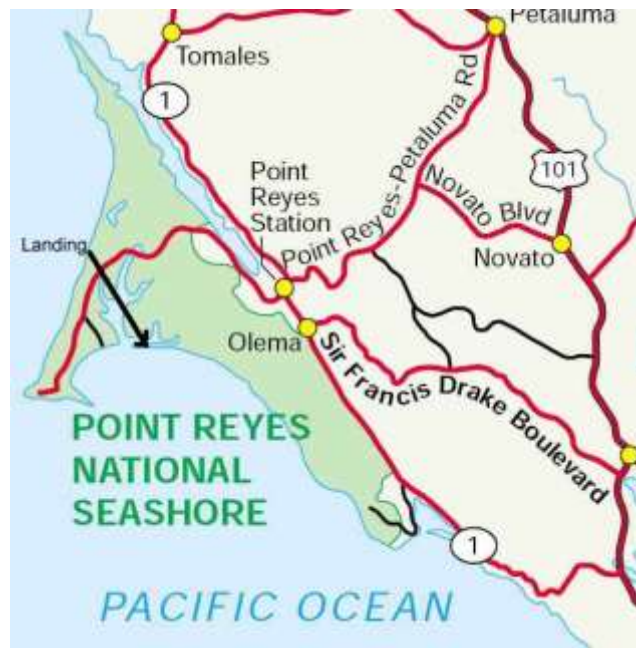 Petaluma
Tomales
1
Point Reyes-Petaluma Rd
101
Point
Reyes
Station
Novato Blvd
Landing
Novato
Olema
Sir Francis Drake Boulevard
POINT REYES
NATIONAL
SEASHORE
1
PACIFIC OCEAN